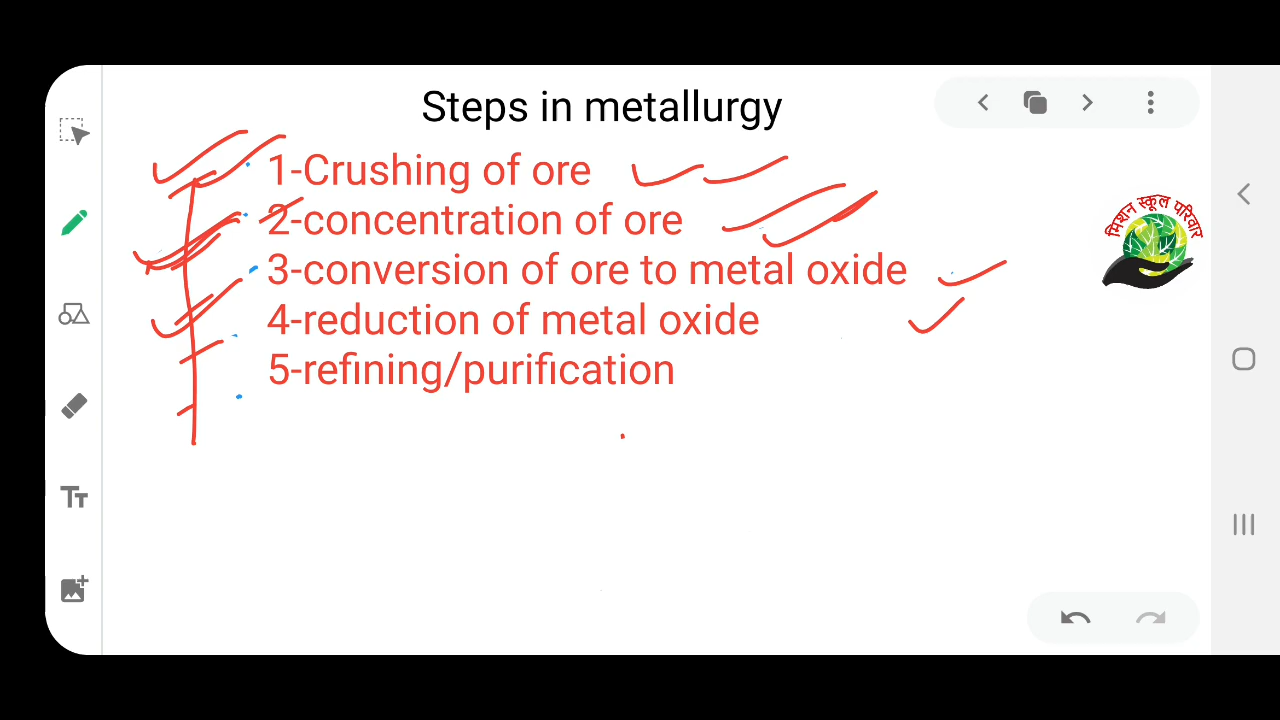 Steps in metallurgy
1-Crushing of ore
2-concentration of ore
3-conversion of ore to metal oxide
4-reduction of metal oxide
5-refining/purification
मिशन स्कूल परिवार
TT